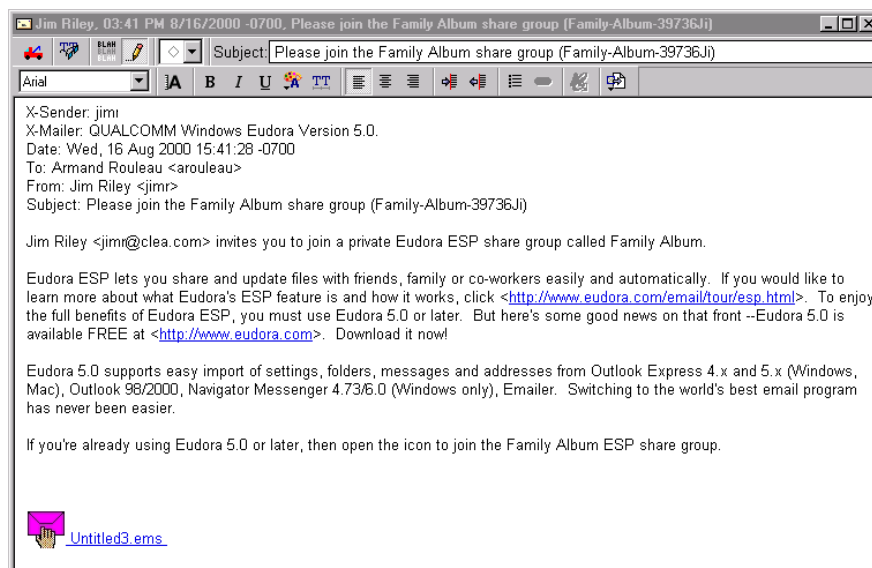 Jim Riley, 03:41 PM 8/16/2000 -0700, Please join the Family Album share group (Family-Album-39736Ji)
BLAH
BLAH
BLAH
Subject: Please join the Family Album share group (Family-Album-39736Ji)
Arial
A B I U A TT
X-Sender: jimr
X-Mailer: QUALCOMM Windows Eudora Version 5.0.
Date: Wed, 16 Aug 2000 15:41:28 -0700
To: Armand Rouleau <arouleau>
From: Jim Riley <jimr>
Subject: Please join the Family Album share group (Family-Album-39736Ji)
Jim Riley <jimr@clea.com> invites you to join a private Eudora ESP share group called Family Album.
Eudora ESP lets you share and update files with friends, family or co-workers easily and automatically.  If you would like to
learn more about what Eudora's ESP feature is and how it works, click <http://www.eudora.com/email/tour/esp.html>.  To enjoy
the full benefits of Eudora ESP, you must use Eudora 5.0 or later.  But here's some good news on that front --Eudora 5.0 is
available FREE at <http://www.eudora.com>.  Download it now!
Eudora 5.0 supports easy import of settings, folders, messages and addresses from Outlook Express 4.x and 5.x (Windows,
Mac), Outlook 98/2000, Navigator Messenger 4.73/6.0 (Windows only), Emailer.  Switching to the world's best email program
has never been easier.
If you're already using Eudora 5.0 or later, then open the icon to join the Family Album ESP share group.
Untitled3.ems